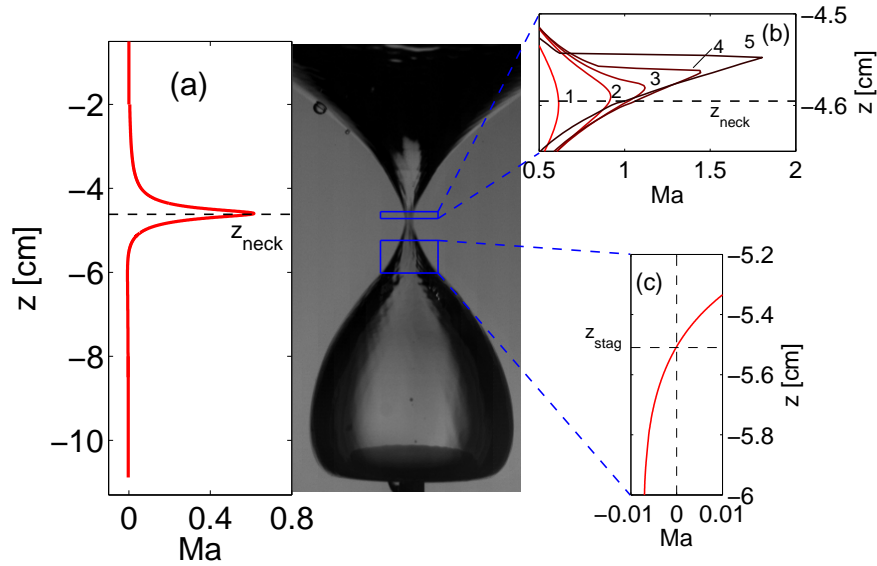 (a)
−2
−4
−6
−8
−10
z [cm]
z_neck
0
0.4
0.8
Ma
(b)
1
2
3
4
5
z_neck
−4.5
−4.6
z [cm]
0.5
1
1.5
2
Ma
(c)
z_stag
−5.2
−5.4
−5.6
−5.8
−6
z [cm]
−0.01
0
0.01
Ma